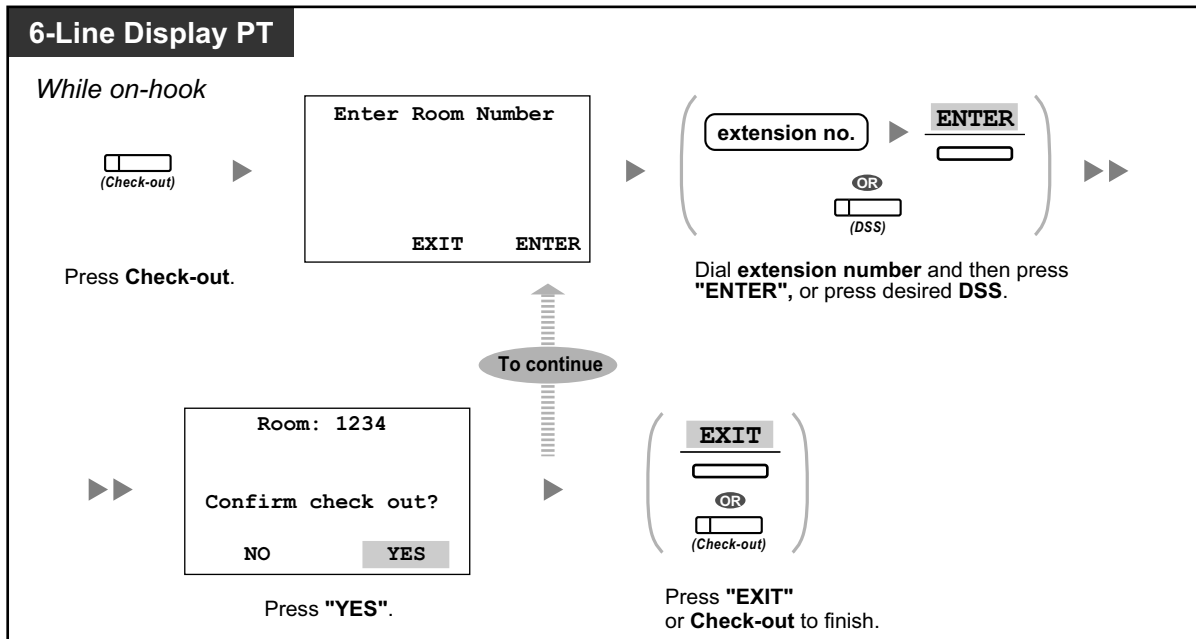 6-Line Display PT
While on-hook
(Check-out)
Press Check-out.
Enter Room Number
EXIT ENTER
extension no.
ENTER
OR
(DSS)
Dial extension number and then press
"ENTER", or press desired DSS.
To continue
Room: 1234
Confirm check out?
NO YES
Press "YES".
EXIT
OR
(Check-out)
Press "EXIT"
or Check-out to finish.